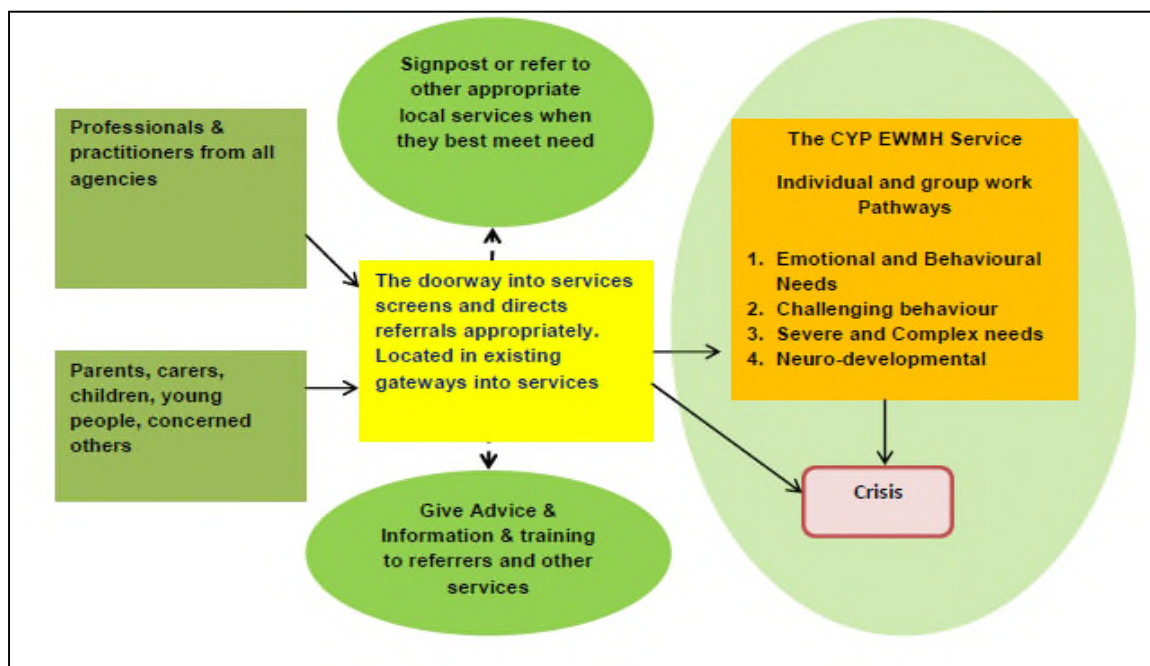 Professionals &
practitioners from all
agencies
Parents, carers,
children, young
people, concerned
others
Signpost or refer to
other appropriate
local services when
they best meet need
The doorway into services
screens and directs
referrals appropriately.
Located in existing
gateways into services
Give Advice &
Information & training
to referrers and other
services
The CYP EWMH Service
Individual and group work
Pathways
1. Emotional and Behavioural
Needs
2. Challenging behaviour
3. Severe and Complex needs
4. Neuro-developmental
Crisis